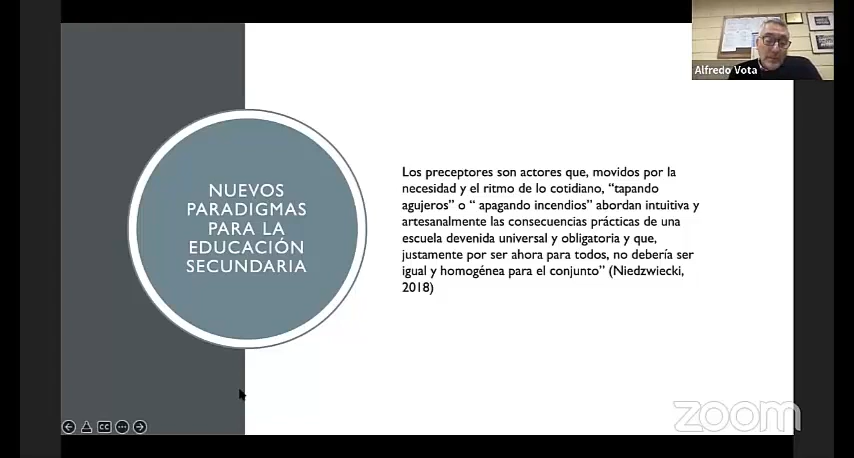 Alfredo Vota
NUEVOS
PARADIGMAS
PARA LA
EDUCACIÓN
SECUNDARIA
Los preceptores son actores que, movidos por la
necesidad y el ritmo de lo cotidiano, “tapando
agujeros” o “ apagando incendios” abordan intuitiva y
artesanalmente las consecuencias prácticas de una
escuela devenida universal y obligatoria y que,
justamente por ser ahora para todos, no debería ser
igual y homogénea para el conjunto” (Niedzwiecki,
2018)
CC
zoom